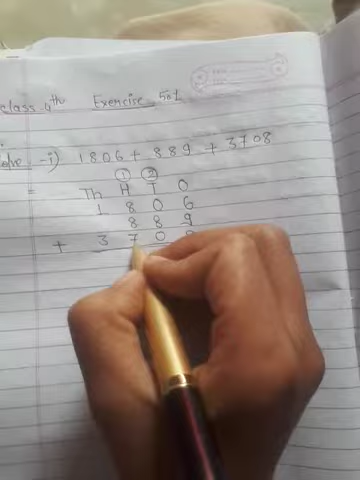 class 4th Exercise 5.1
-i) 1806 + 889 + 3708
① ②
= Th H T O
1 8 0 6
8 8 9
+ 3 7 0